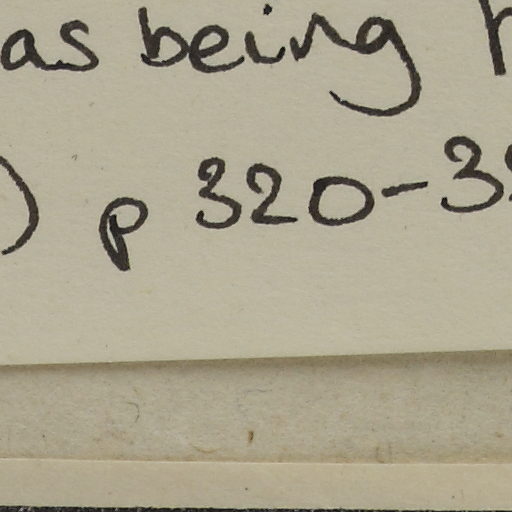 as being
) p 320-3